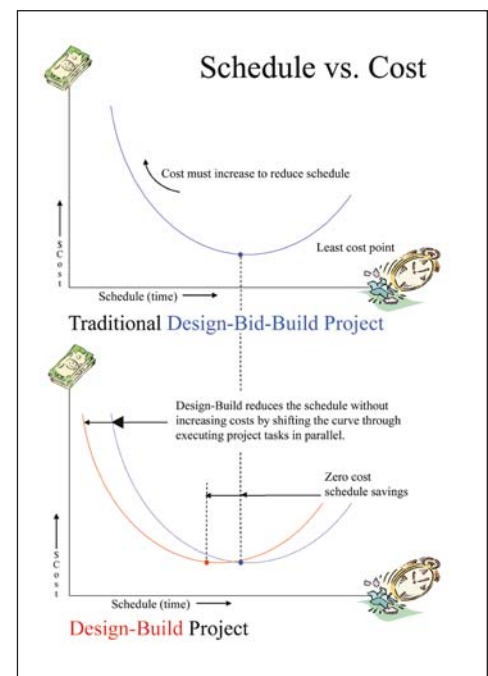 Schedule vs. Cost
Cost must increase to reduce schedule
Least cost point
$Cost
Schedule (time)
Traditional Design-Bid-Build Project
Design-Build reduces the schedule without
increasing costs by shifting the curve through
executing project tasks in parallel.
Zero cost
schedule savings
$Cost
Schedule (time)
Design-Build Project